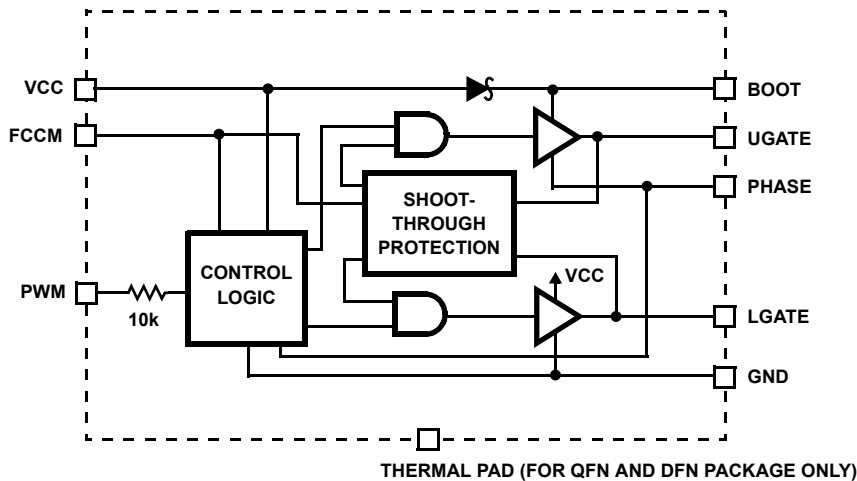 VCC
BOOT
FCCM
UGATE
PHASE
SHOOT-
THROUGH
PROTECTION
CONTROL
LOGIC
VCC
PWM
10k
LGATE
GND
THERMAL PAD (FOR QFN AND DFN PACKAGE ONLY)